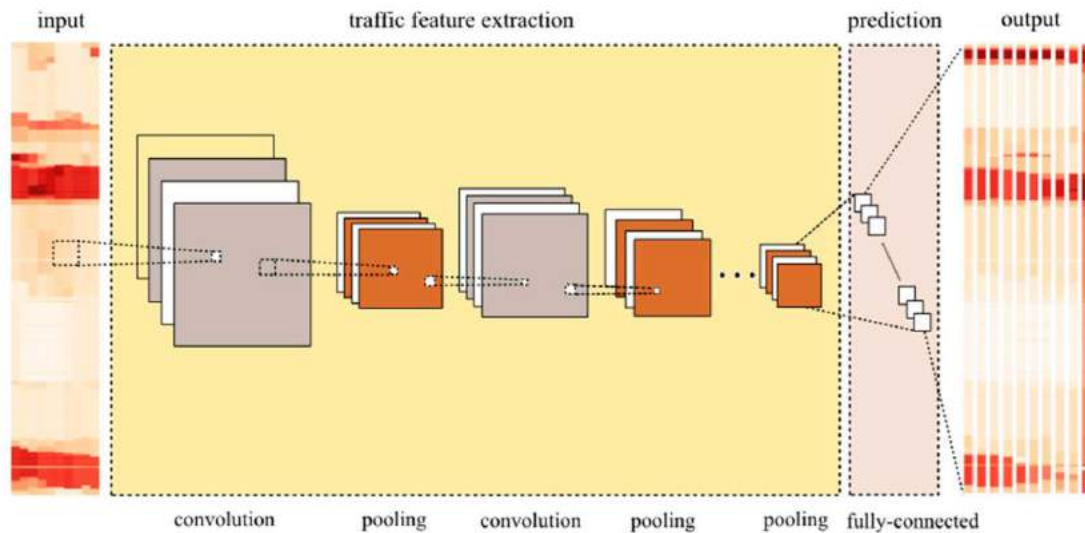 input traffic feature extraction prediction output
convolution pooling convolution pooling pooling fully-connected